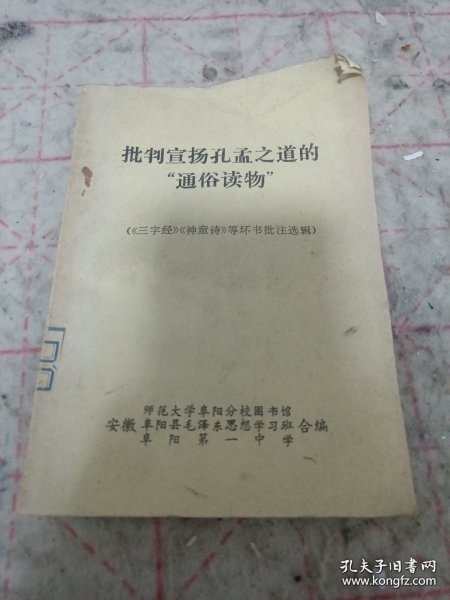 批判宣扬孔孟之道的
“通俗读物”
(《三字经》《神童诗》等坏书批注选辑)
师范大学阜阳分校图书馆
安徽阜阳县毛泽东思想学习班合编
阜阳第一中学
孔夫子旧书网
www.kongfz.com